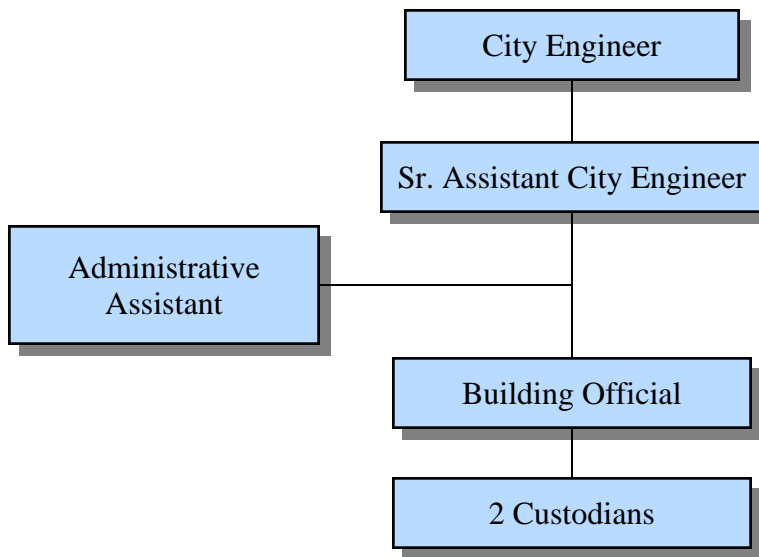 City Engineer
Sr. Assistant City Engineer
Administrative
Assistant
Building Official
2 Custodians